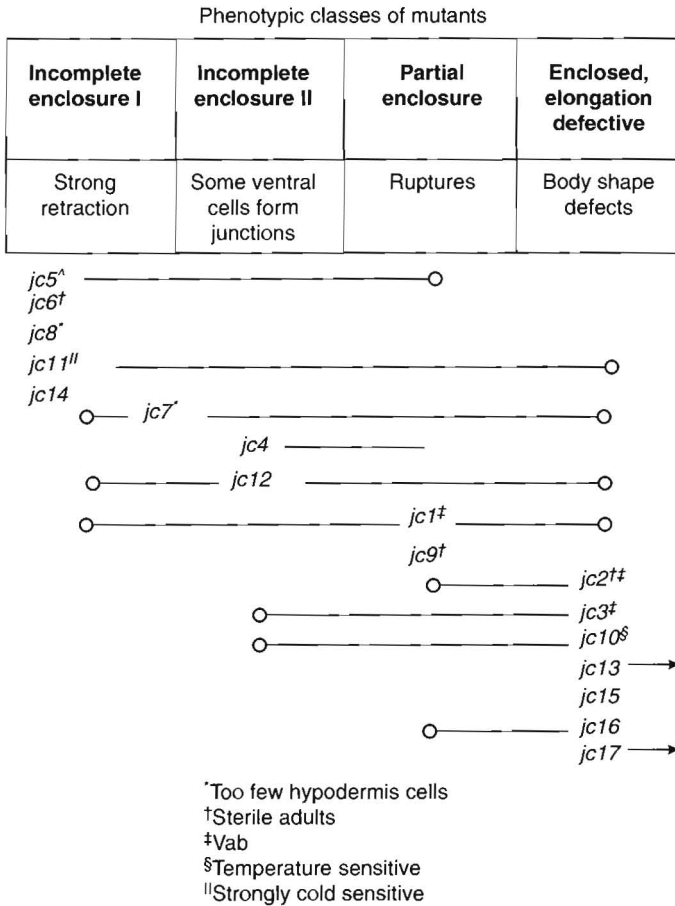 Phenotypic classes of mutants
Incomplete enclosure I
Incomplete enclosure II
Partial enclosure
Enclosed, elongation defective
Strong retraction
Some ventral cells form junctions
Ruptures
Body shape defects
jc5^
jc6†
jc8*
jc11||
jc14
jc7*
jc4
jc12
jc1‡
jc9†
jc2†‡
jc3‡
jc10§
jc13
jc15
jc16
jc17
*Too few hypodermis cells
†Sterile adults
‡Vab
§Temperature sensitive
||Strongly cold sensitive